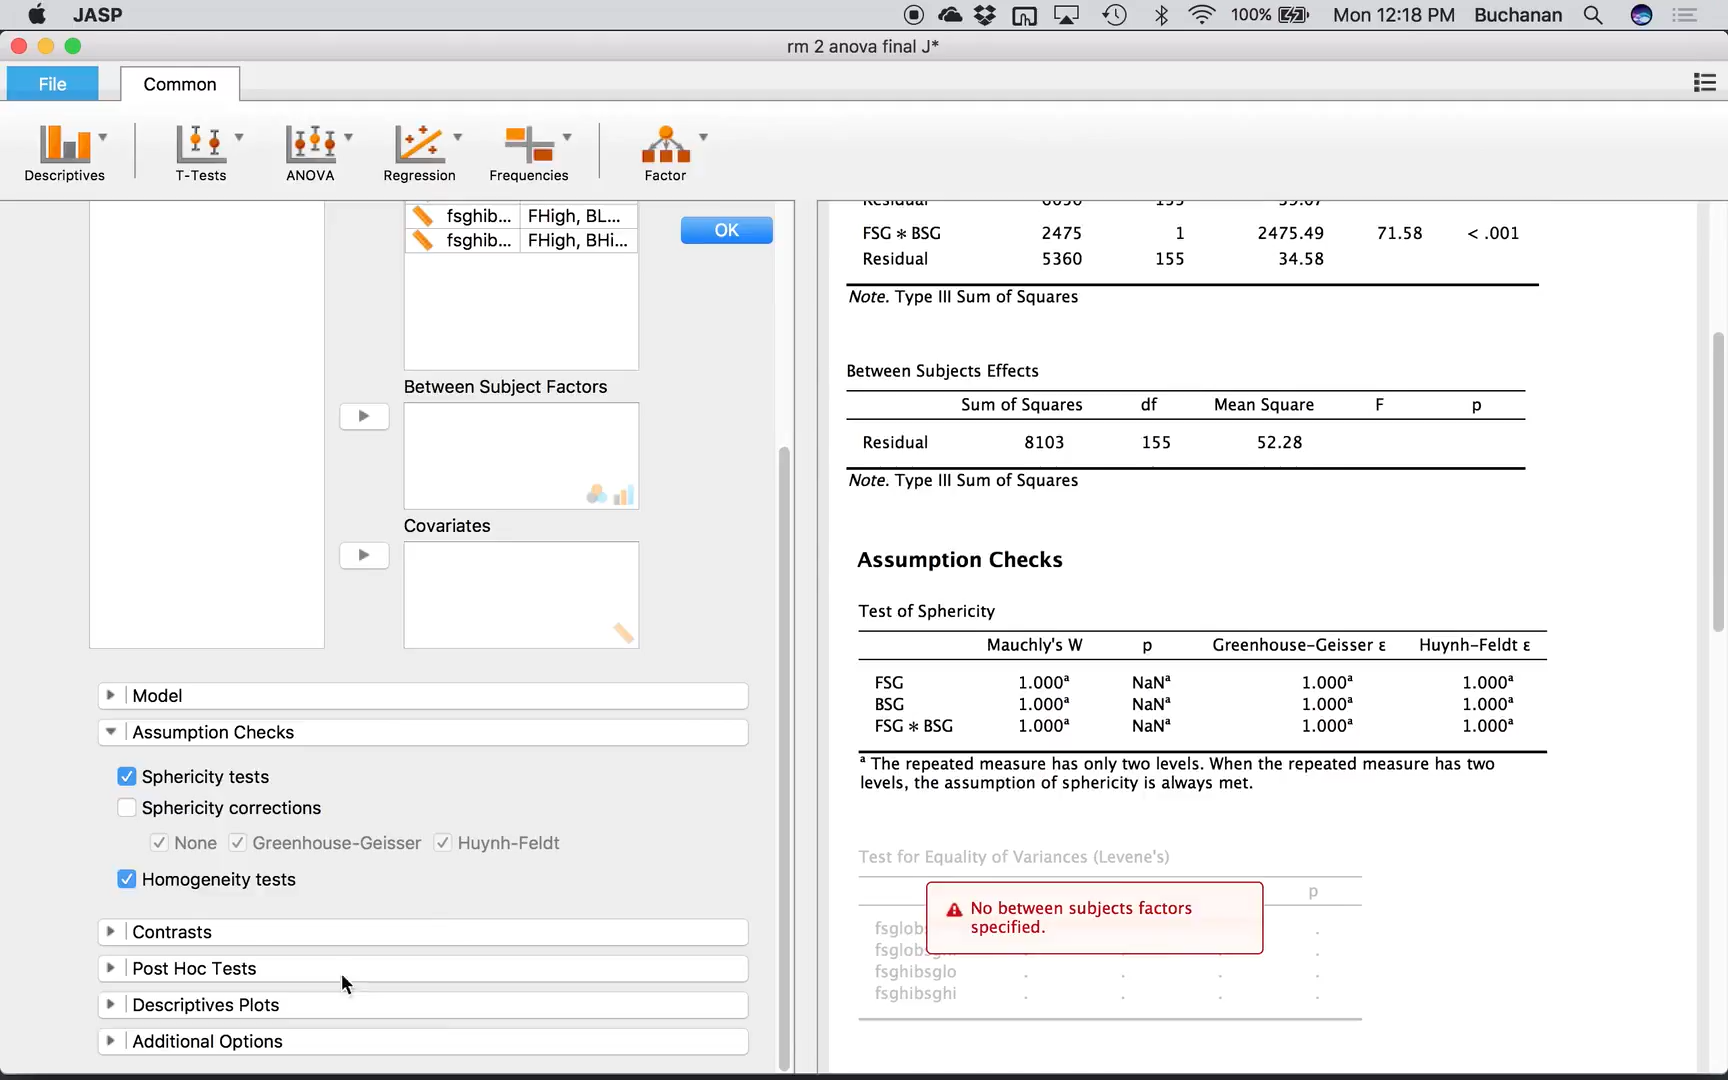 JASP
100%
Mon 12:18 PM
Buchanan
rm 2 anova final J*
File
Common
Descriptives
T-Tests
ANOVA
Regression
Frequencies
Factor
fsghib... FHigh, BL...
fsghib... FHigh, BHi...
OK
Between Subject Factors
Covariates
Model
Assumption Checks
Sphericity tests
Sphericity corrections
None Greenhouse-Geisser Huynh-Feldt
Homogeneity tests
Contrasts
Post Hoc Tests
Descriptives Plots
Additional Options
Residual 155
FSG * BSG 2475 1 2475.49 71.58 < .001
Residual 5360 155 34.58
Note. Type III Sum of Squares
Between Subjects Effects
Sum of Squares df Mean Square F p
Residual 8103 155 52.28
Note. Type III Sum of Squares
Assumption Checks
Test of Sphericity
Mauchly's W p Greenhouse-Geisser ε Huynh-Feldt ε
FSG 1.000ᵃ NaNᵃ 1.000ᵃ 1.000ᵃ
BSG 1.000ᵃ NaNᵃ 1.000ᵃ 1.000ᵃ
FSG * BSG 1.000ᵃ NaNᵃ 1.000ᵃ 1.000ᵃ
ᵃ The repeated measure has only two levels. When the repeated measure has two
levels, the assumption of sphericity is always met.
Test for Equality of Variances (Levene's)
p
No between subjects factors
specified.
fsghibsglo . . . .
fsghibsghi . . . .